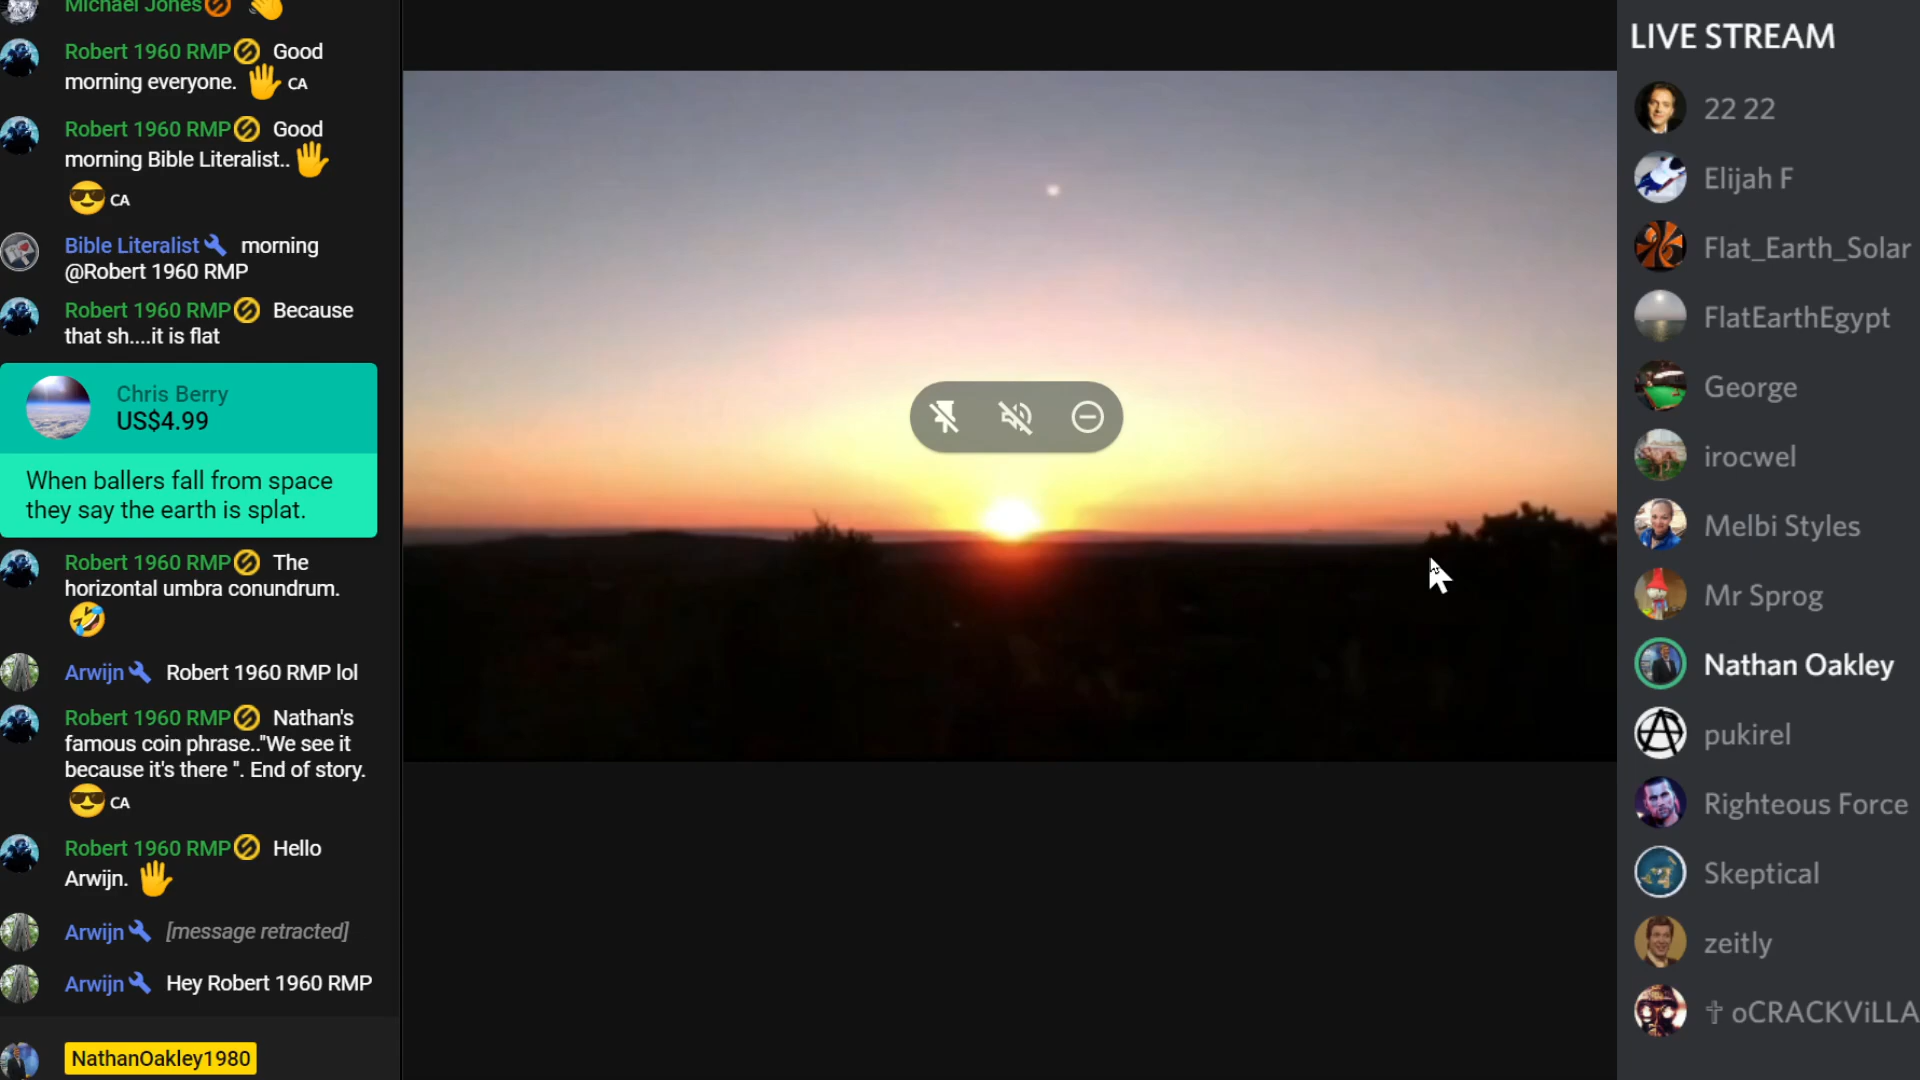 Michael Jones
Robert 1960 RMP Good
morning everyone. CA
Robert 1960 RMP Good
morning Bible Literalist..
CA
Bible Literalist morning
@Robert 1960 RMP
Robert 1960 RMP Because
that sh....it is flat
Chris Berry
US$4.99
When ballers fall from space
they say the earth is splat.
Robert 1960 RMP The
horizontal umbra conundrum.
Arwijn Robert 1960 RMP lol
Robert 1960 RMP Nathan's
famous coin phrase.."We see it
because it's there ". End of story.
CA
Robert 1960 RMP Hello
Arwijn.
Arwijn [message retracted]
Arwijn Hey Robert 1960 RMP
NathanOakley1980
LIVE STREAM
22 22
Elijah F
Flat_Earth_Solar
FlatEarthEgypt
George
irocwel
Melbi Styles
Mr Sprog
Nathan Oakley
pukirel
Righteous Force
Skeptical
zeitly
✝ oCRACKViLLA